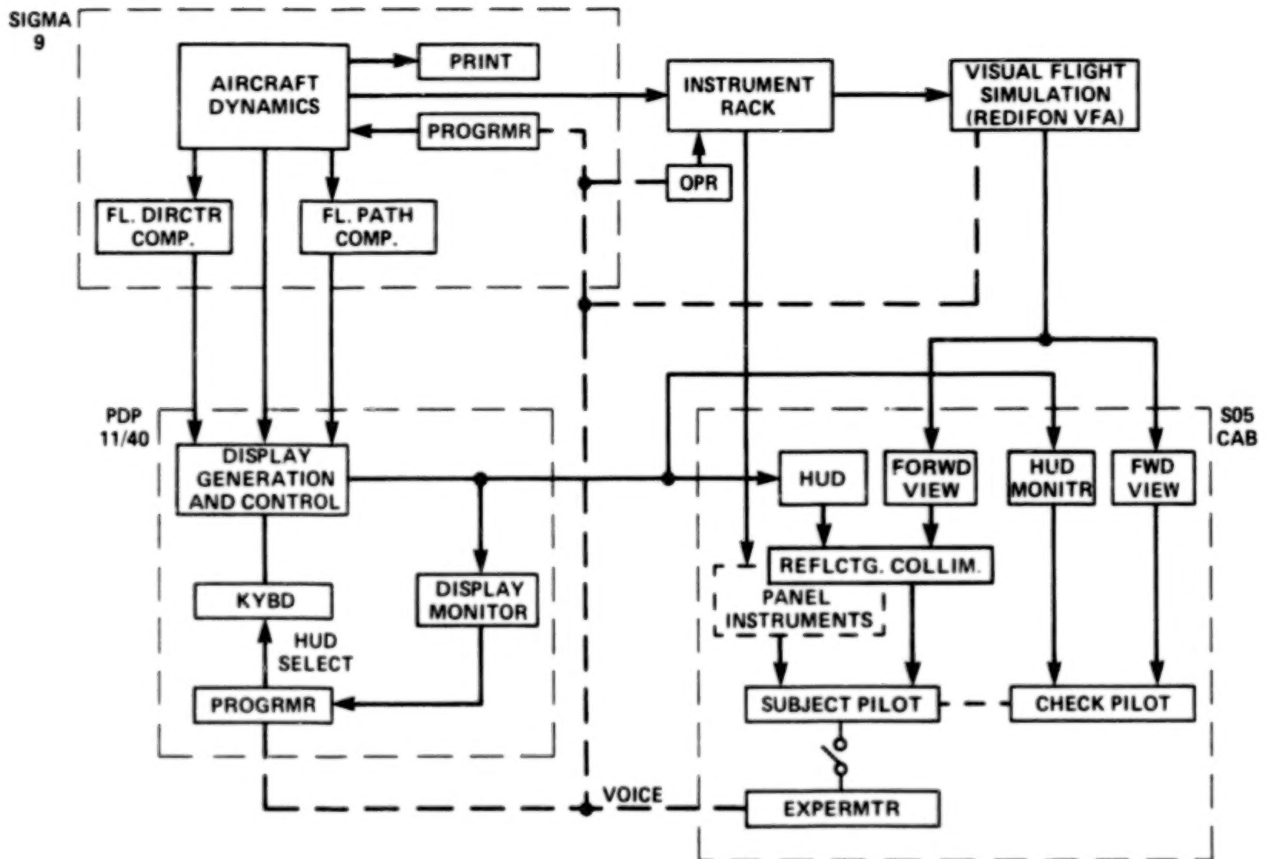 SIGMA
9
AIRCRAFT
DYNAMICS
PRINT
PROGRMR
INSTRUMENT
RACK
OPR
VISUAL FLIGHT
SIMULATION
(REDIFON VFA)
FL. DIRCTR
COMP.
FL. PATH
COMP.
PDP
11/40
DISPLAY
GENERATION
AND CONTROL
KYBD
HUD
SELECT
PROGRMR
DISPLAY
MONITOR
S05
CAB
HUD
FORWD
VIEW
HUD
MONITR
FWD
VIEW
REFLCTG. COLLIM.
PANEL
INSTRUMENTS
SUBJECT PILOT
CHECK PILOT
VOICE
EXPERMTR